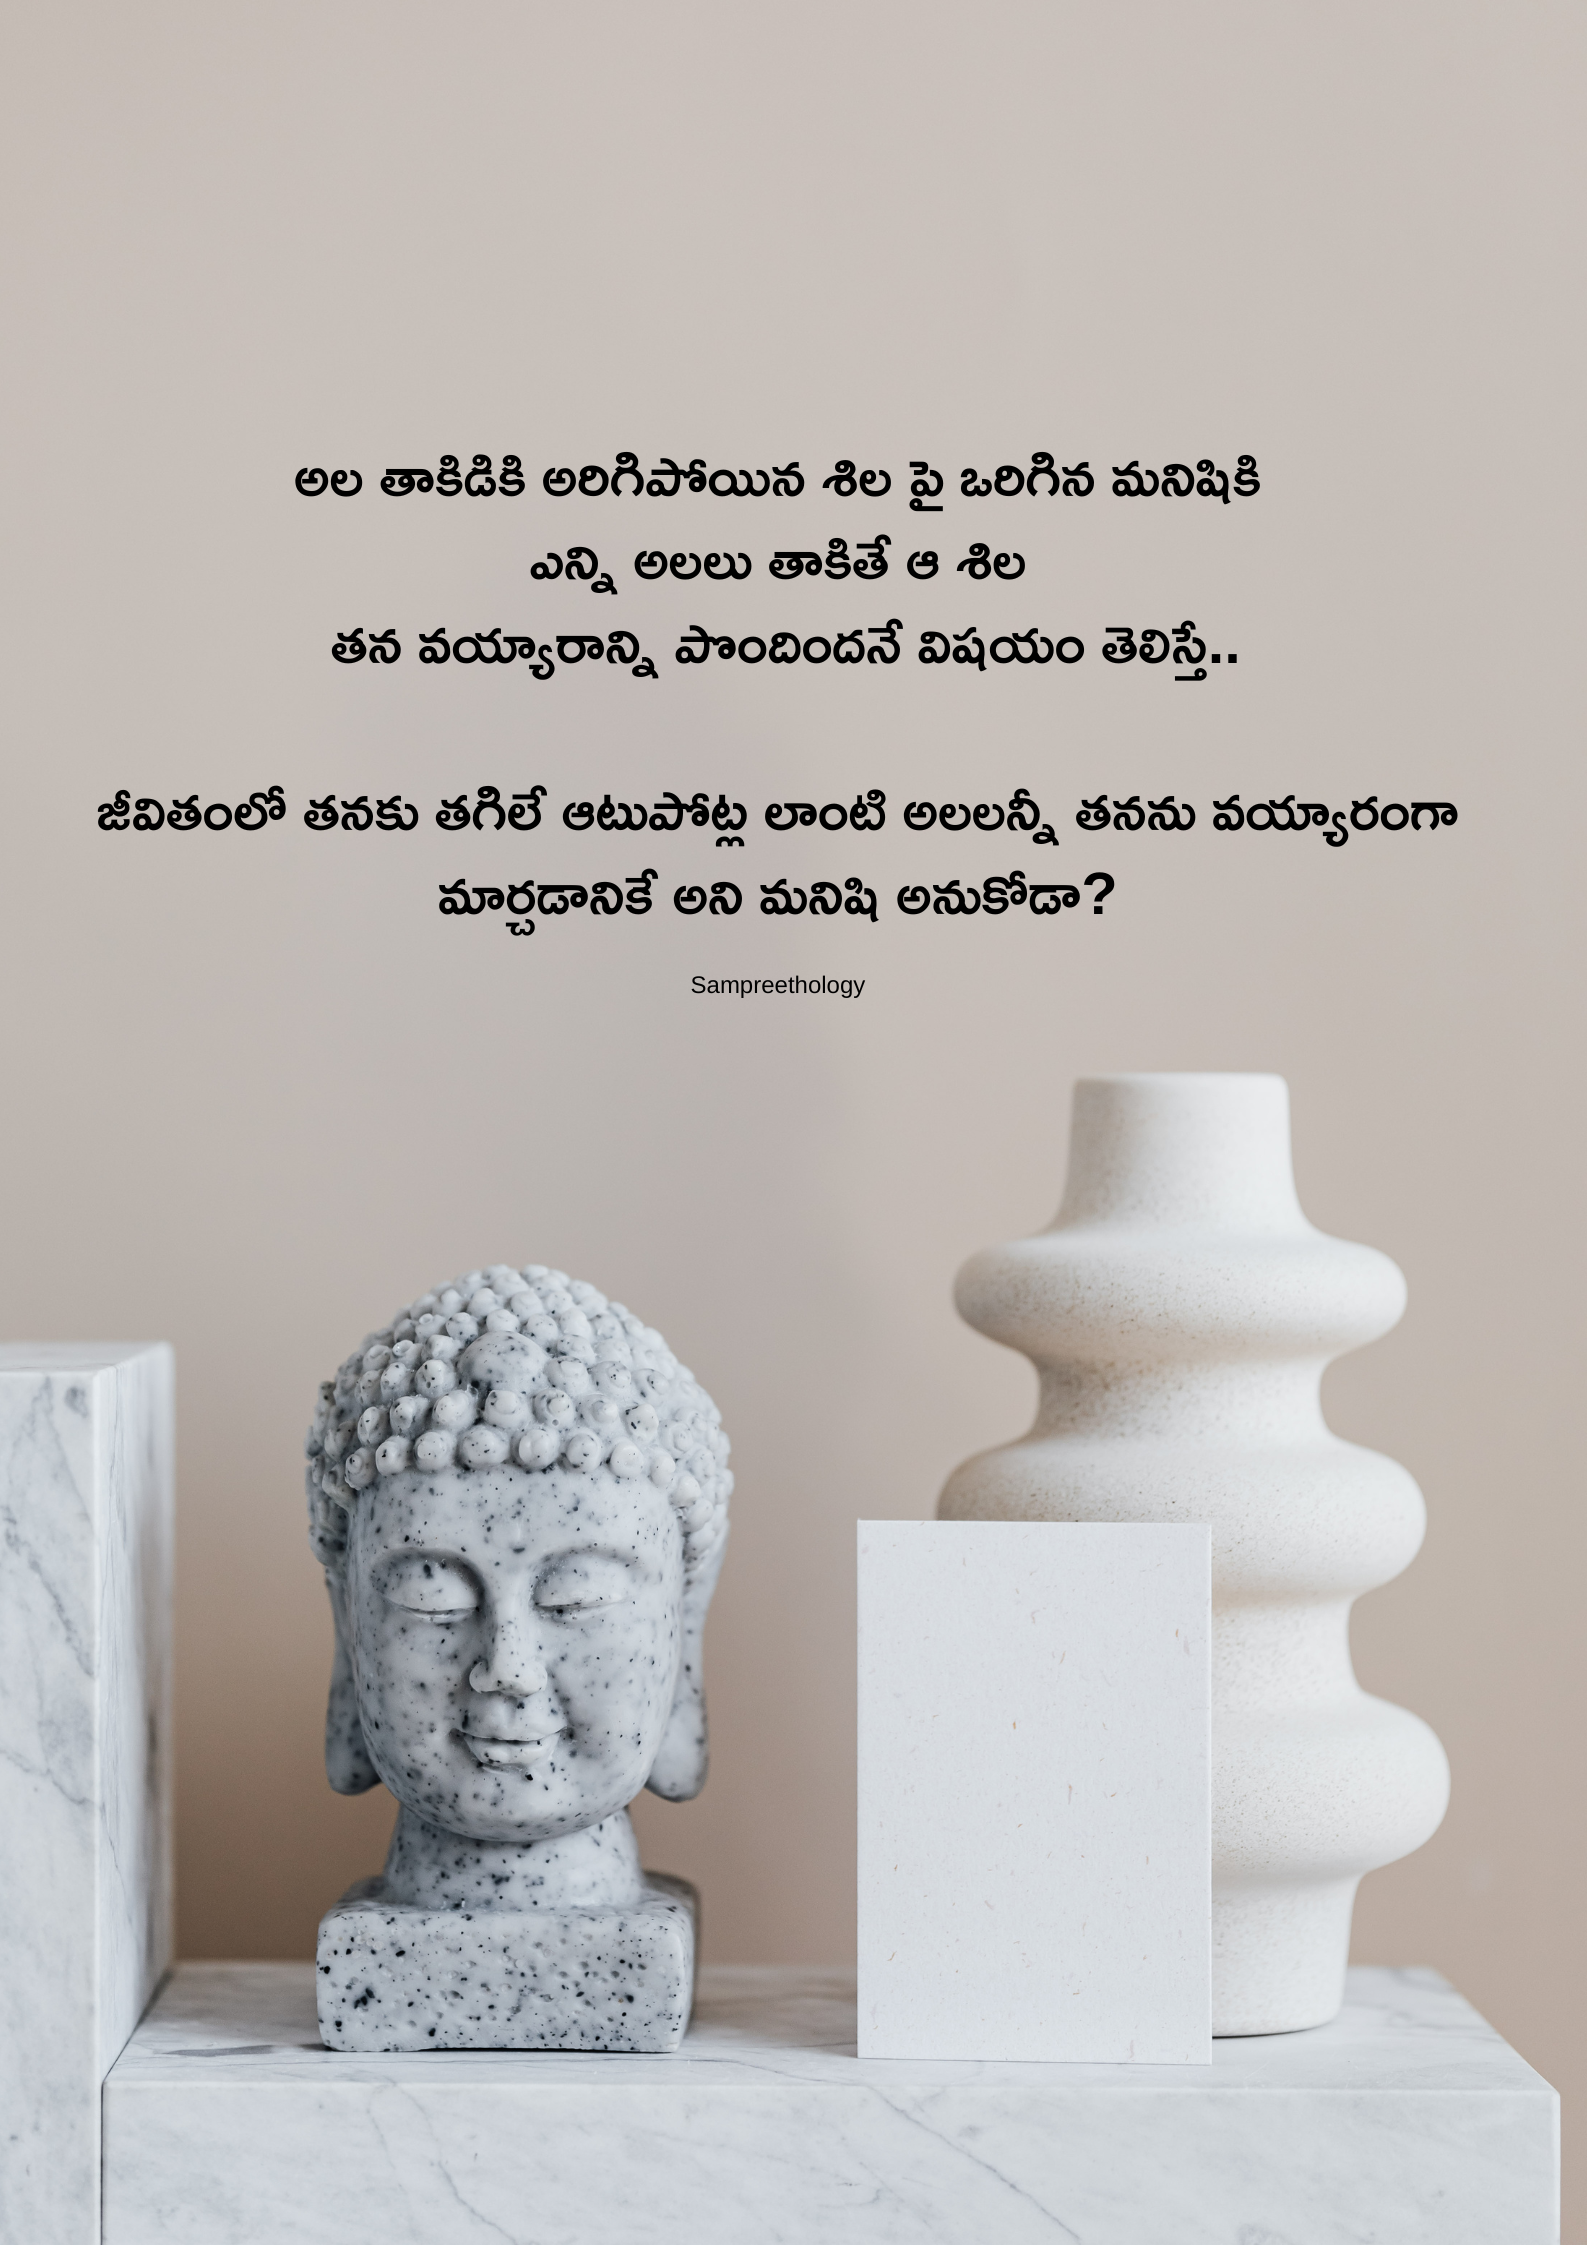 అల తాకిడికి అరిగిపోయిన శిల పై ఒరిగిన మనిషికి
ఎన్ని అలలు తాకితే ఆ శిల
తన వయ్యారాన్ని పొందిందనే విషయం తెలిస్తే..
జీవితంలో తనకు తగిలే ఆటుపోట్ల లాంటి అలలన్నీ తనను వయ్యారంగా
మార్చడానికే అని మనిషి అనుకోడా?
Sampreethology